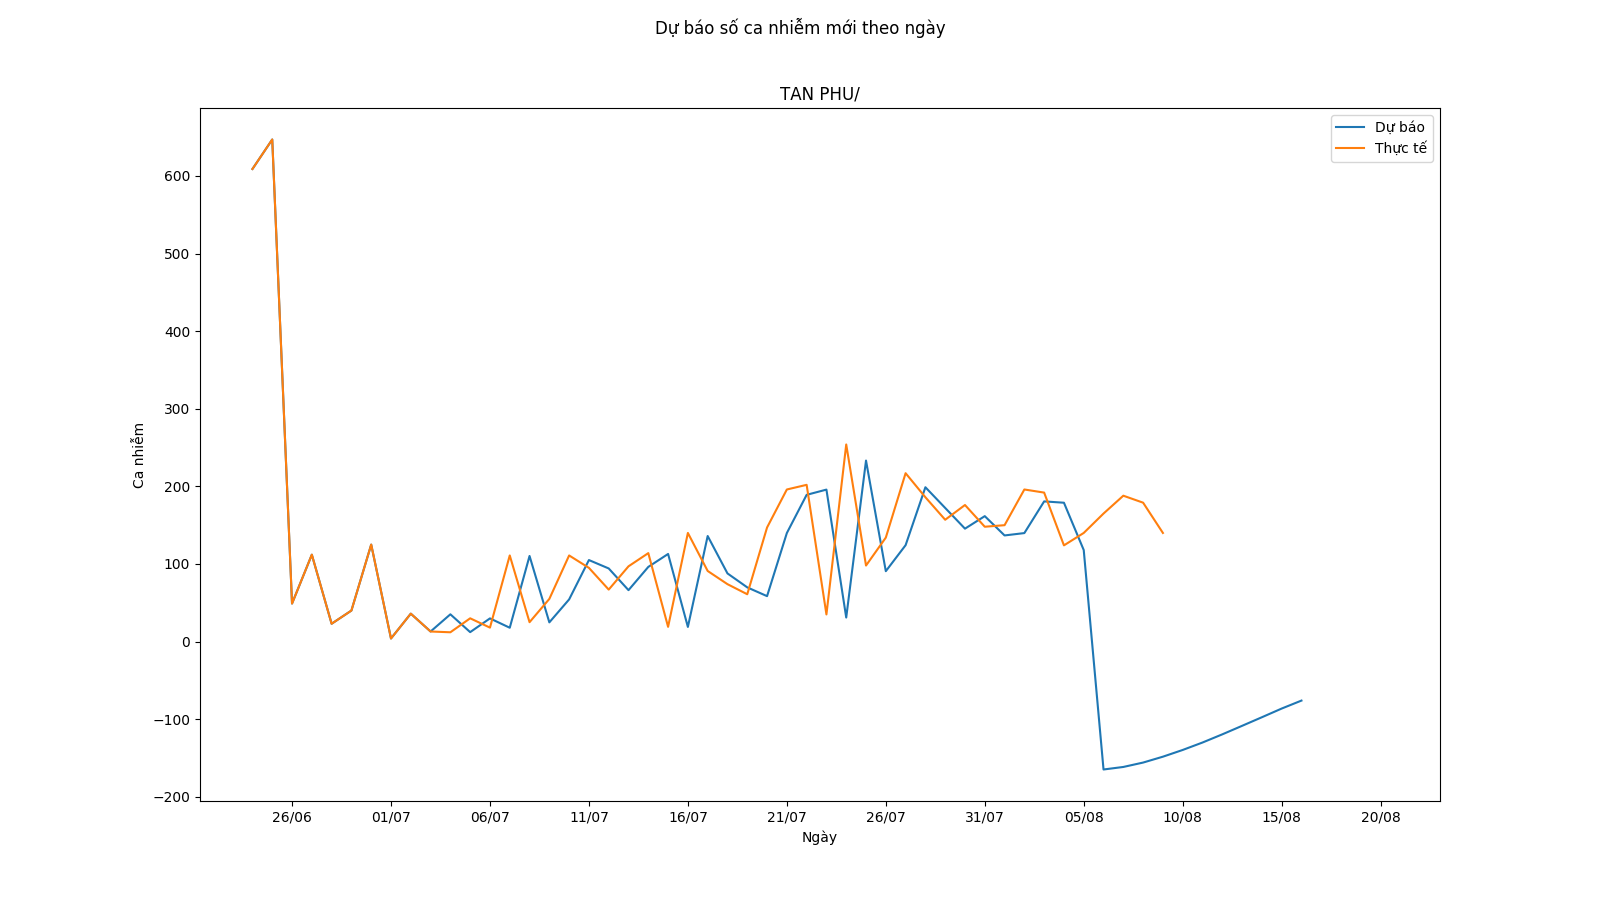 Dự báo số ca nhiễm mới theo ngày
TAN PHU/
Dự báo
Thực tế
600
500
400
300
200
100
0
−100
−200
Ca nhiễm
26/06 01/07 06/07 11/07 16/07 21/07 26/07 31/07 05/08 10/08 15/08 20/08
Ngày